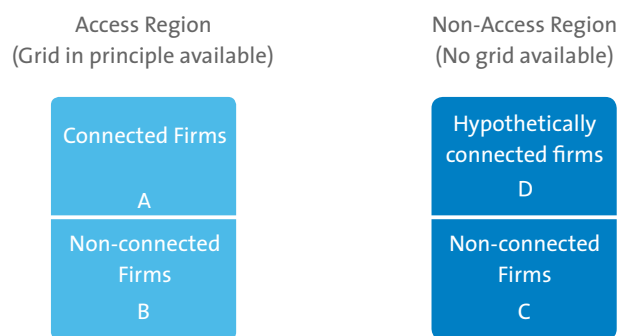 Access Region
(Grid in principle available)
Connected Firms
A
Non-connected
Firms
B
Non-Access Region
(No grid available)
Hypothetically
connected firms
D
Non-connected
Firms
C